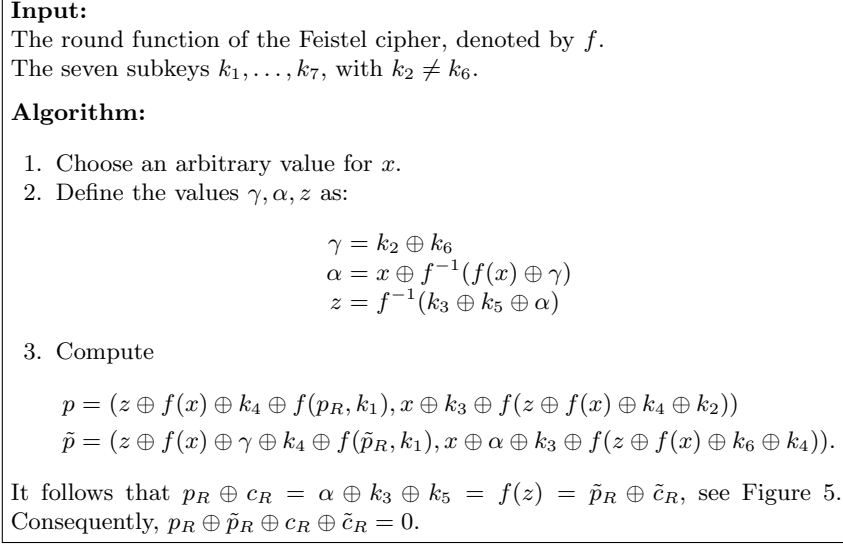 Input:
The round function of the Feistel cipher, denoted by f.
The seven subkeys k₁, . . . , k₇, with k₂ ≠ k₆.
Algorithm:
1. Choose an arbitrary value for x.
2. Define the values γ, α, z as:
γ = k₂ ⊕ k₆
α = x ⊕ f⁻¹(f(x) ⊕ γ)
z = f⁻¹(k₃ ⊕ k₅ ⊕ α)
3. Compute
p = (z ⊕ f(x) ⊕ k₄ ⊕ f(p_R, k₁), x ⊕ k₃ ⊕ f(z ⊕ f(x) ⊕ k₄ ⊕ k₂))
p̃ = (z ⊕ f(x) ⊕ γ ⊕ k₄ ⊕ f(p̃_R, k₁), x ⊕ α ⊕ k₃ ⊕ f(z ⊕ f(x) ⊕ k₆ ⊕ k₄)).
It follows that p_R ⊕ c_R = α ⊕ k₃ ⊕ k₅ = f(z) = p̃_R ⊕ c̃_R, see Figure 5.
Consequently, p_R ⊕ p̃_R ⊕ c_R ⊕ c̃_R = 0.